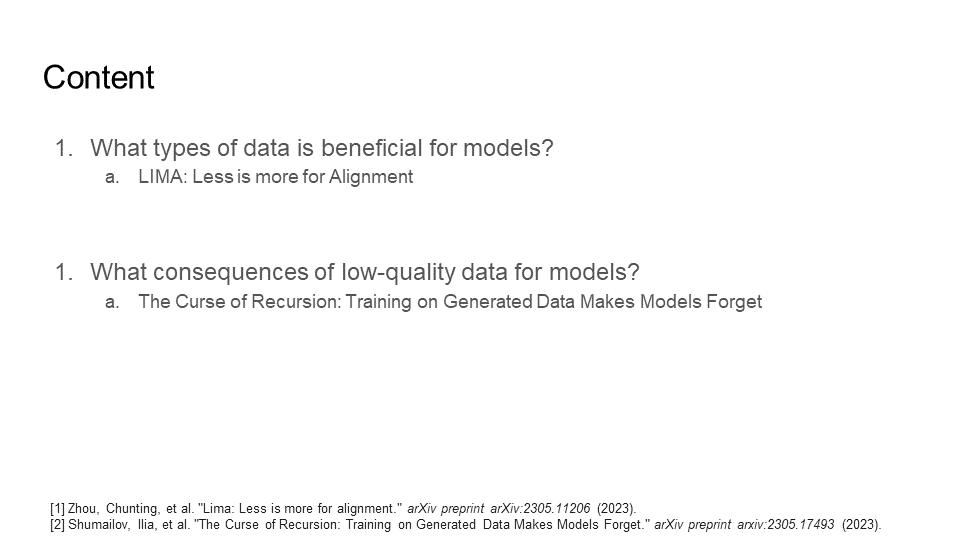 Content
1. What types of data is beneficial for models?
a. LIMA: Less is more for Alignment
1. What consequences of low-quality data for models?
a. The Curse of Recursion: Training on Generated Data Makes Models Forget
[1] Zhou, Chunting, et al. "Lima: Less is more for alignment." arXiv preprint arXiv:2305.11206 (2023).
[2] Shumailov, Ilia, et al. "The Curse of Recursion: Training on Generated Data Makes Models Forget." arXiv preprint arxiv:2305.17493 (2023).